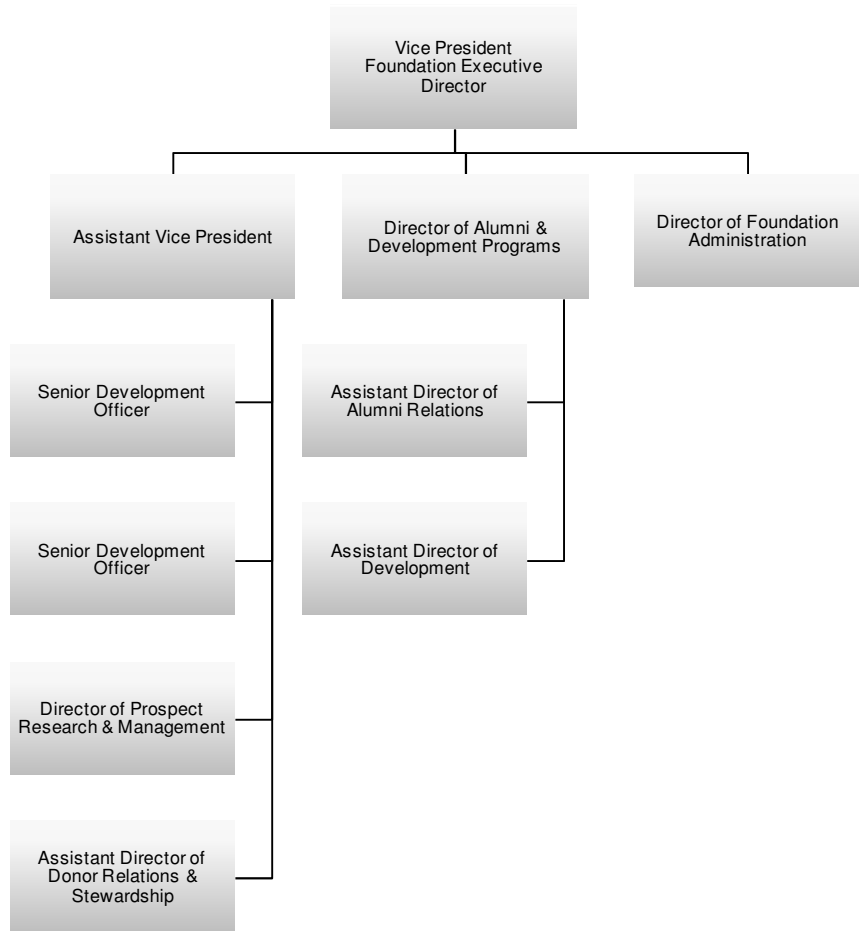 Vice President
Foundation Executive
Director
Assistant Vice President
Director of Alumni &
Development Programs
Director of Foundation
Administration
Senior Development
Officer
Assistant Director of
Alumni Relations
Senior Development
Officer
Assistant Director of
Development
Director of Prospect
Research & Management
Assistant Director of
Donor Relations &
Stewardship